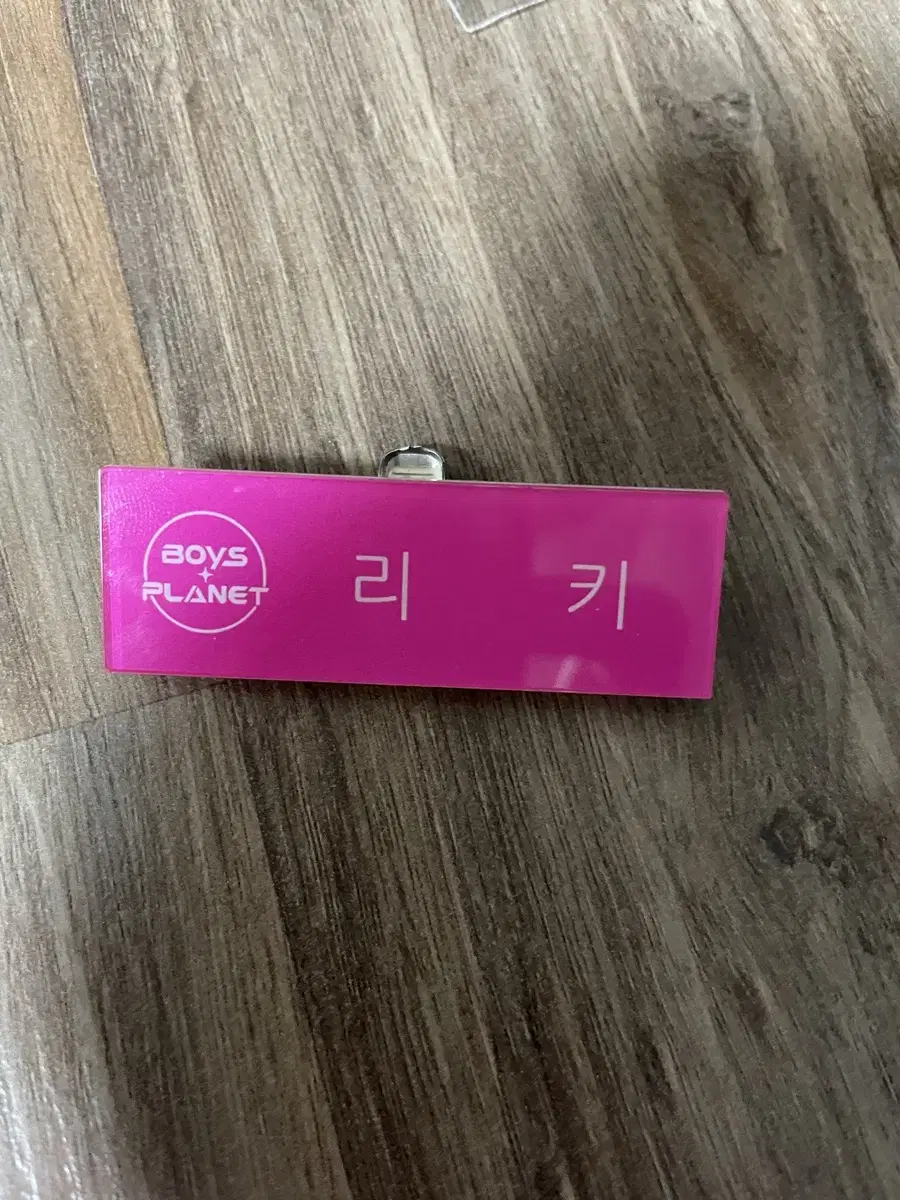 BOYS
PLANET
리 키